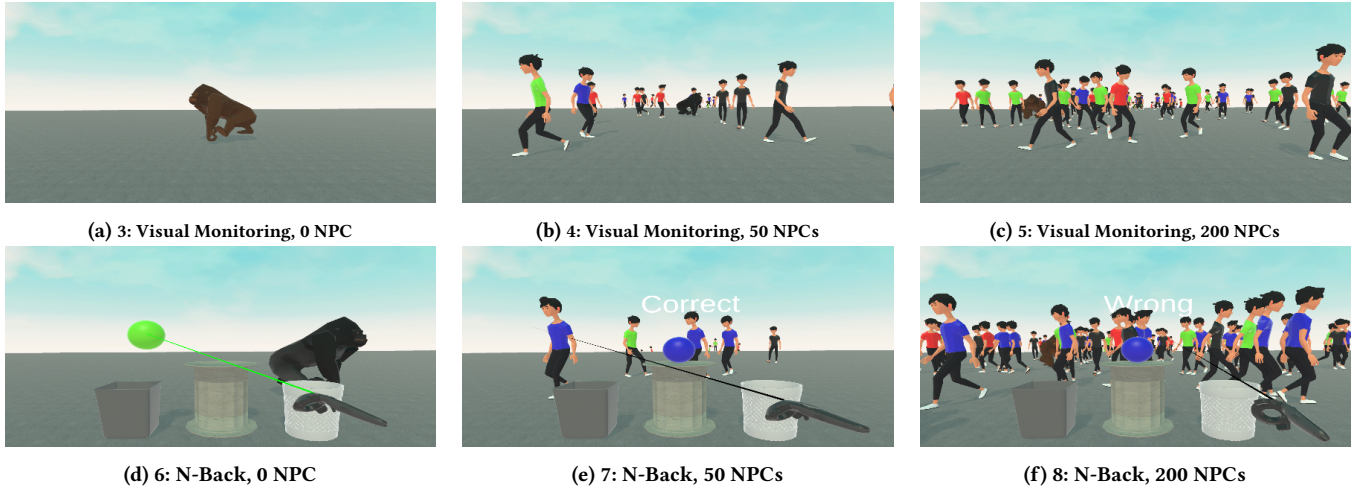 (a) 3: Visual Monitoring, 0 NPC
(b) 4: Visual Monitoring, 50 NPCs
(c) 5: Visual Monitoring, 200 NPCs
Correct
Wrong
(d) 6: N-Back, 0 NPC
(e) 7: N-Back, 50 NPCs
(f) 8: N-Back, 200 NPCs